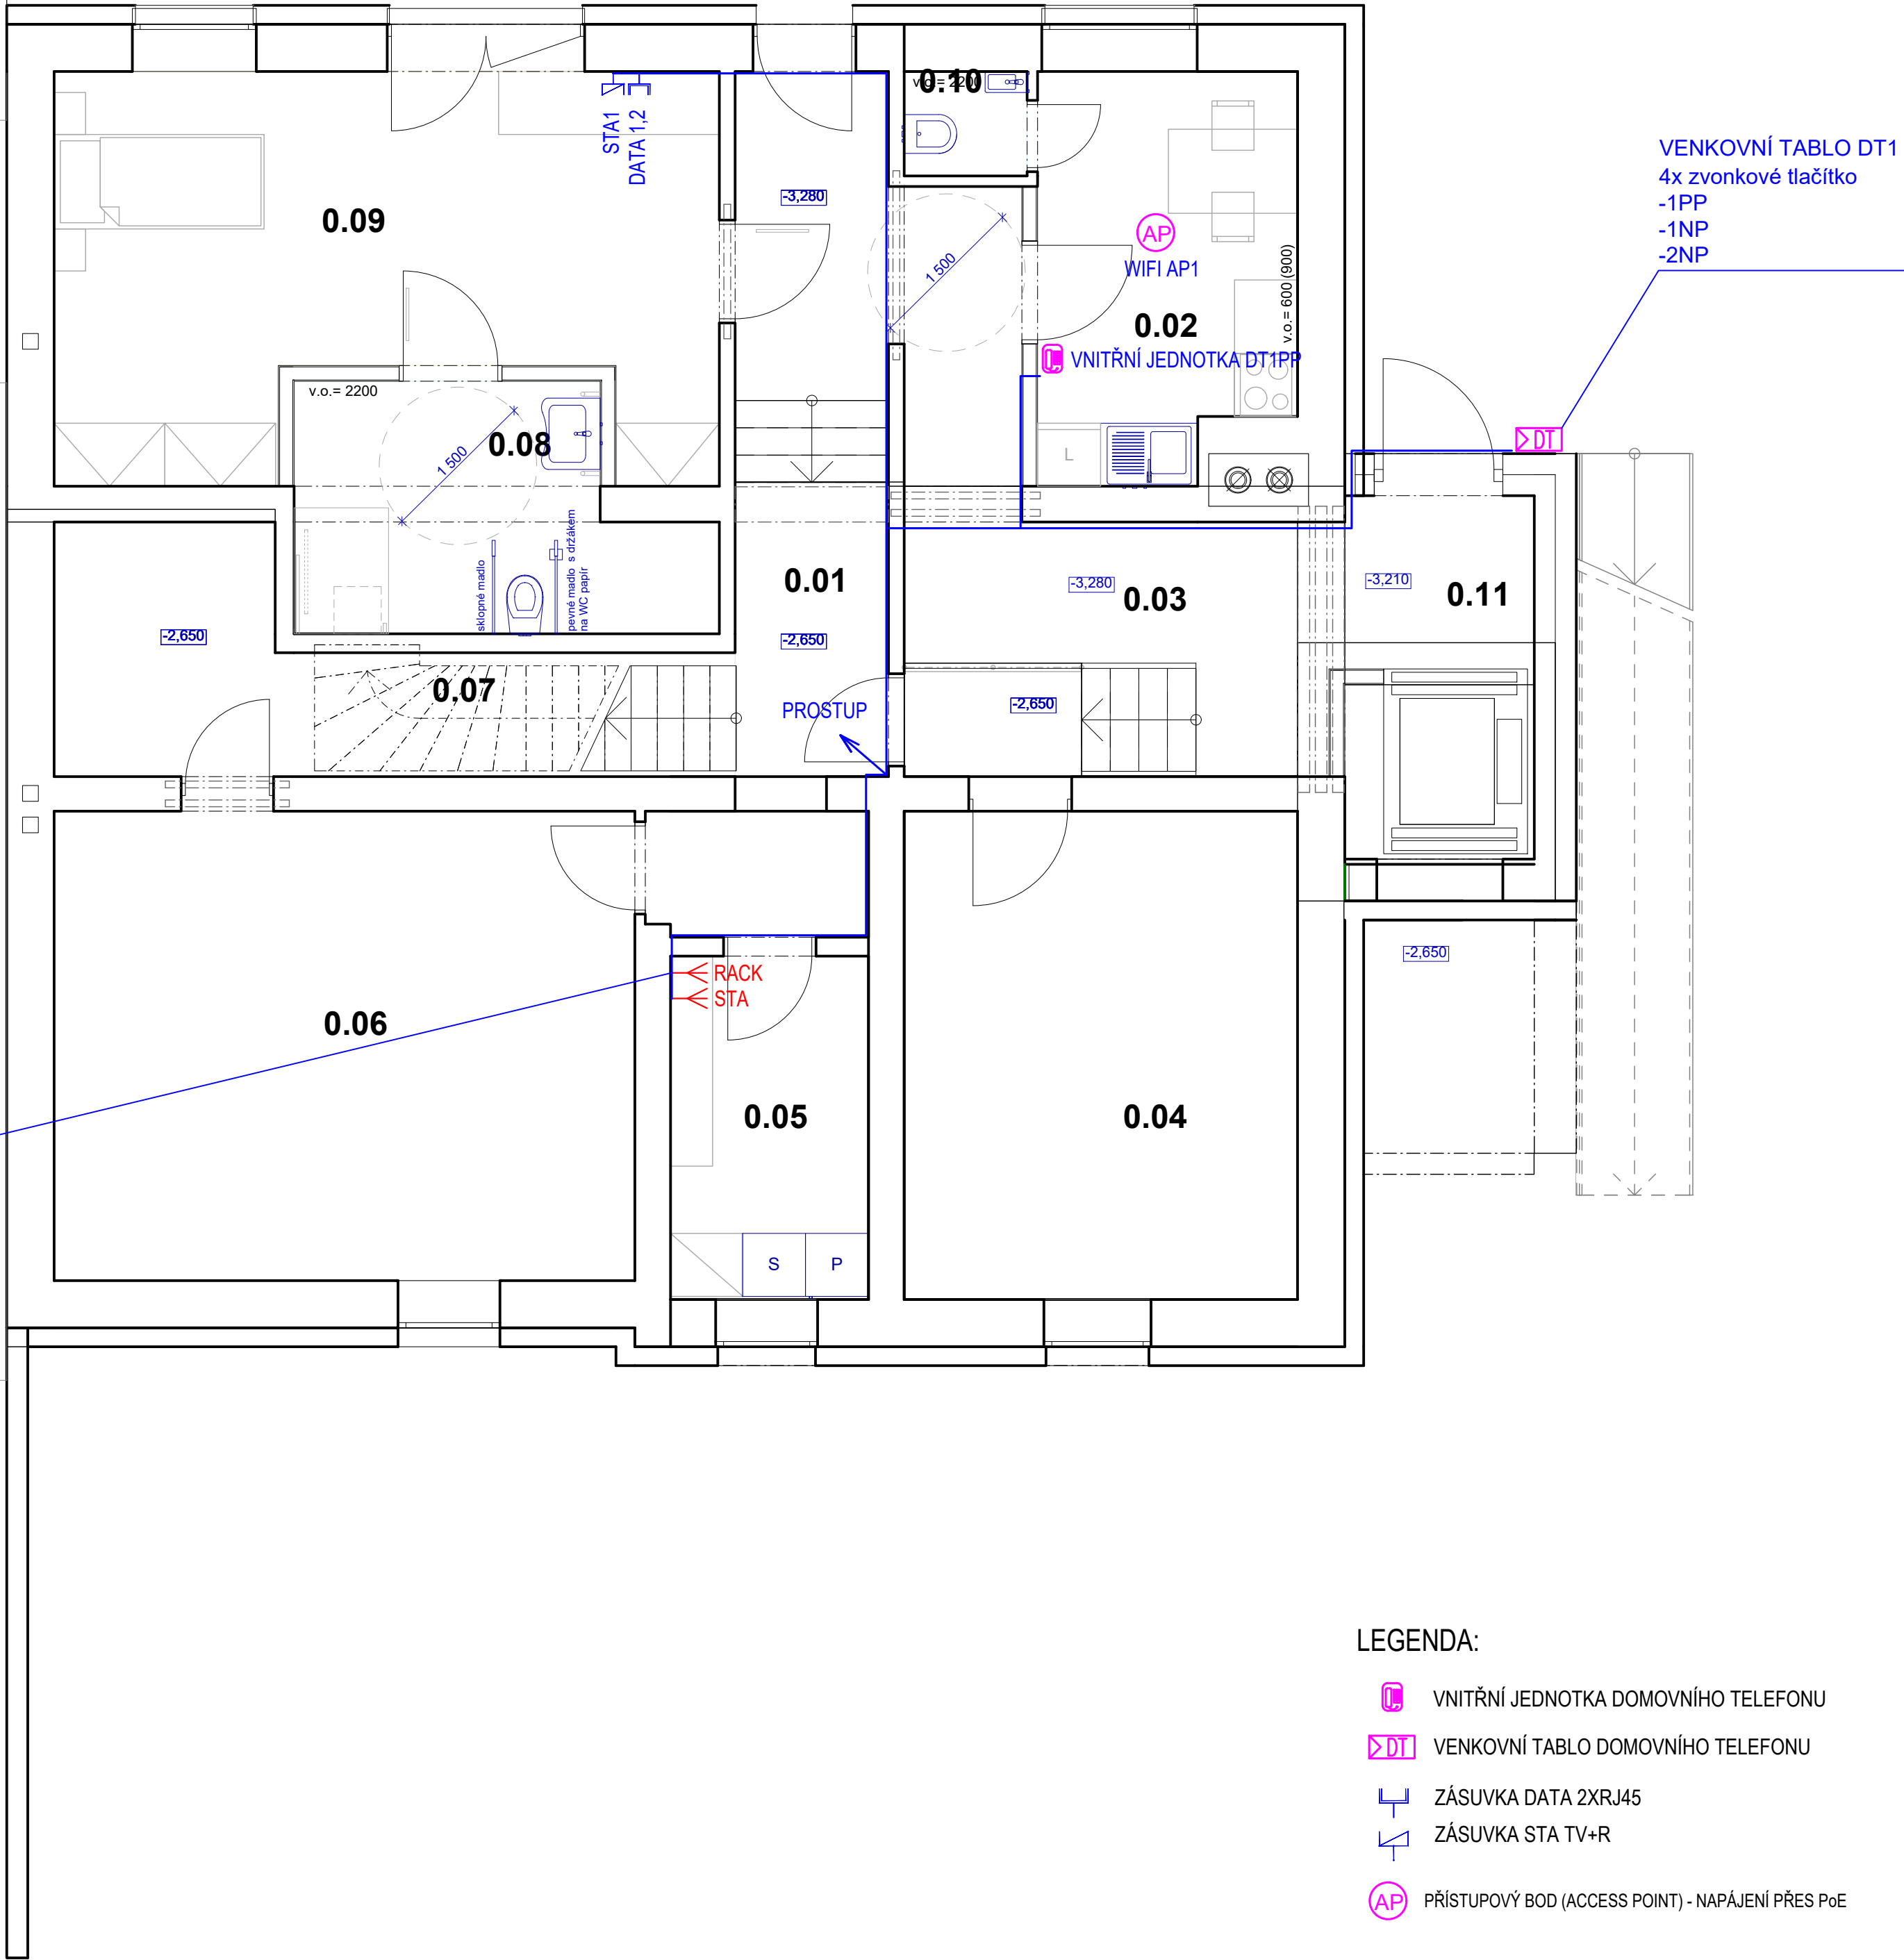 0.10
v.o.= 2200
STA1
DATA 1,2
VENKOVNÍ TABLO DT1
4x zvonkové tlačítko
-1PP
-1NP
-2NP
-3,280
0.09
AP
WIFI AP1
1 500
v.o.= 600 (900)
0.02
VNITŘNÍ JEDNOTKA DT1PP
v.o.= 2200
0.08
1 500
L
DT
sklopné madlo
pevné madlo s držákem
na WC papír
0.01
-3,280
0.03
-3,210
0.11
-2,650
-2,650
0.07
PROSTUP
-2,650
-2,650
RACK
STA
0.06
0.05
0.04
S
P
LEGENDA:
VNITŘNÍ JEDNOTKA DOMOVNÍHO TELEFONU
DT
VENKOVNÍ TABLO DOMOVNÍHO TELEFONU
ZÁSUVKA DATA 2XRJ45
ZÁSUVKA STA TV+R
AP
PŘÍSTUPOVÝ BOD (ACCESS POINT) - NAPÁJENÍ PŘES PoE